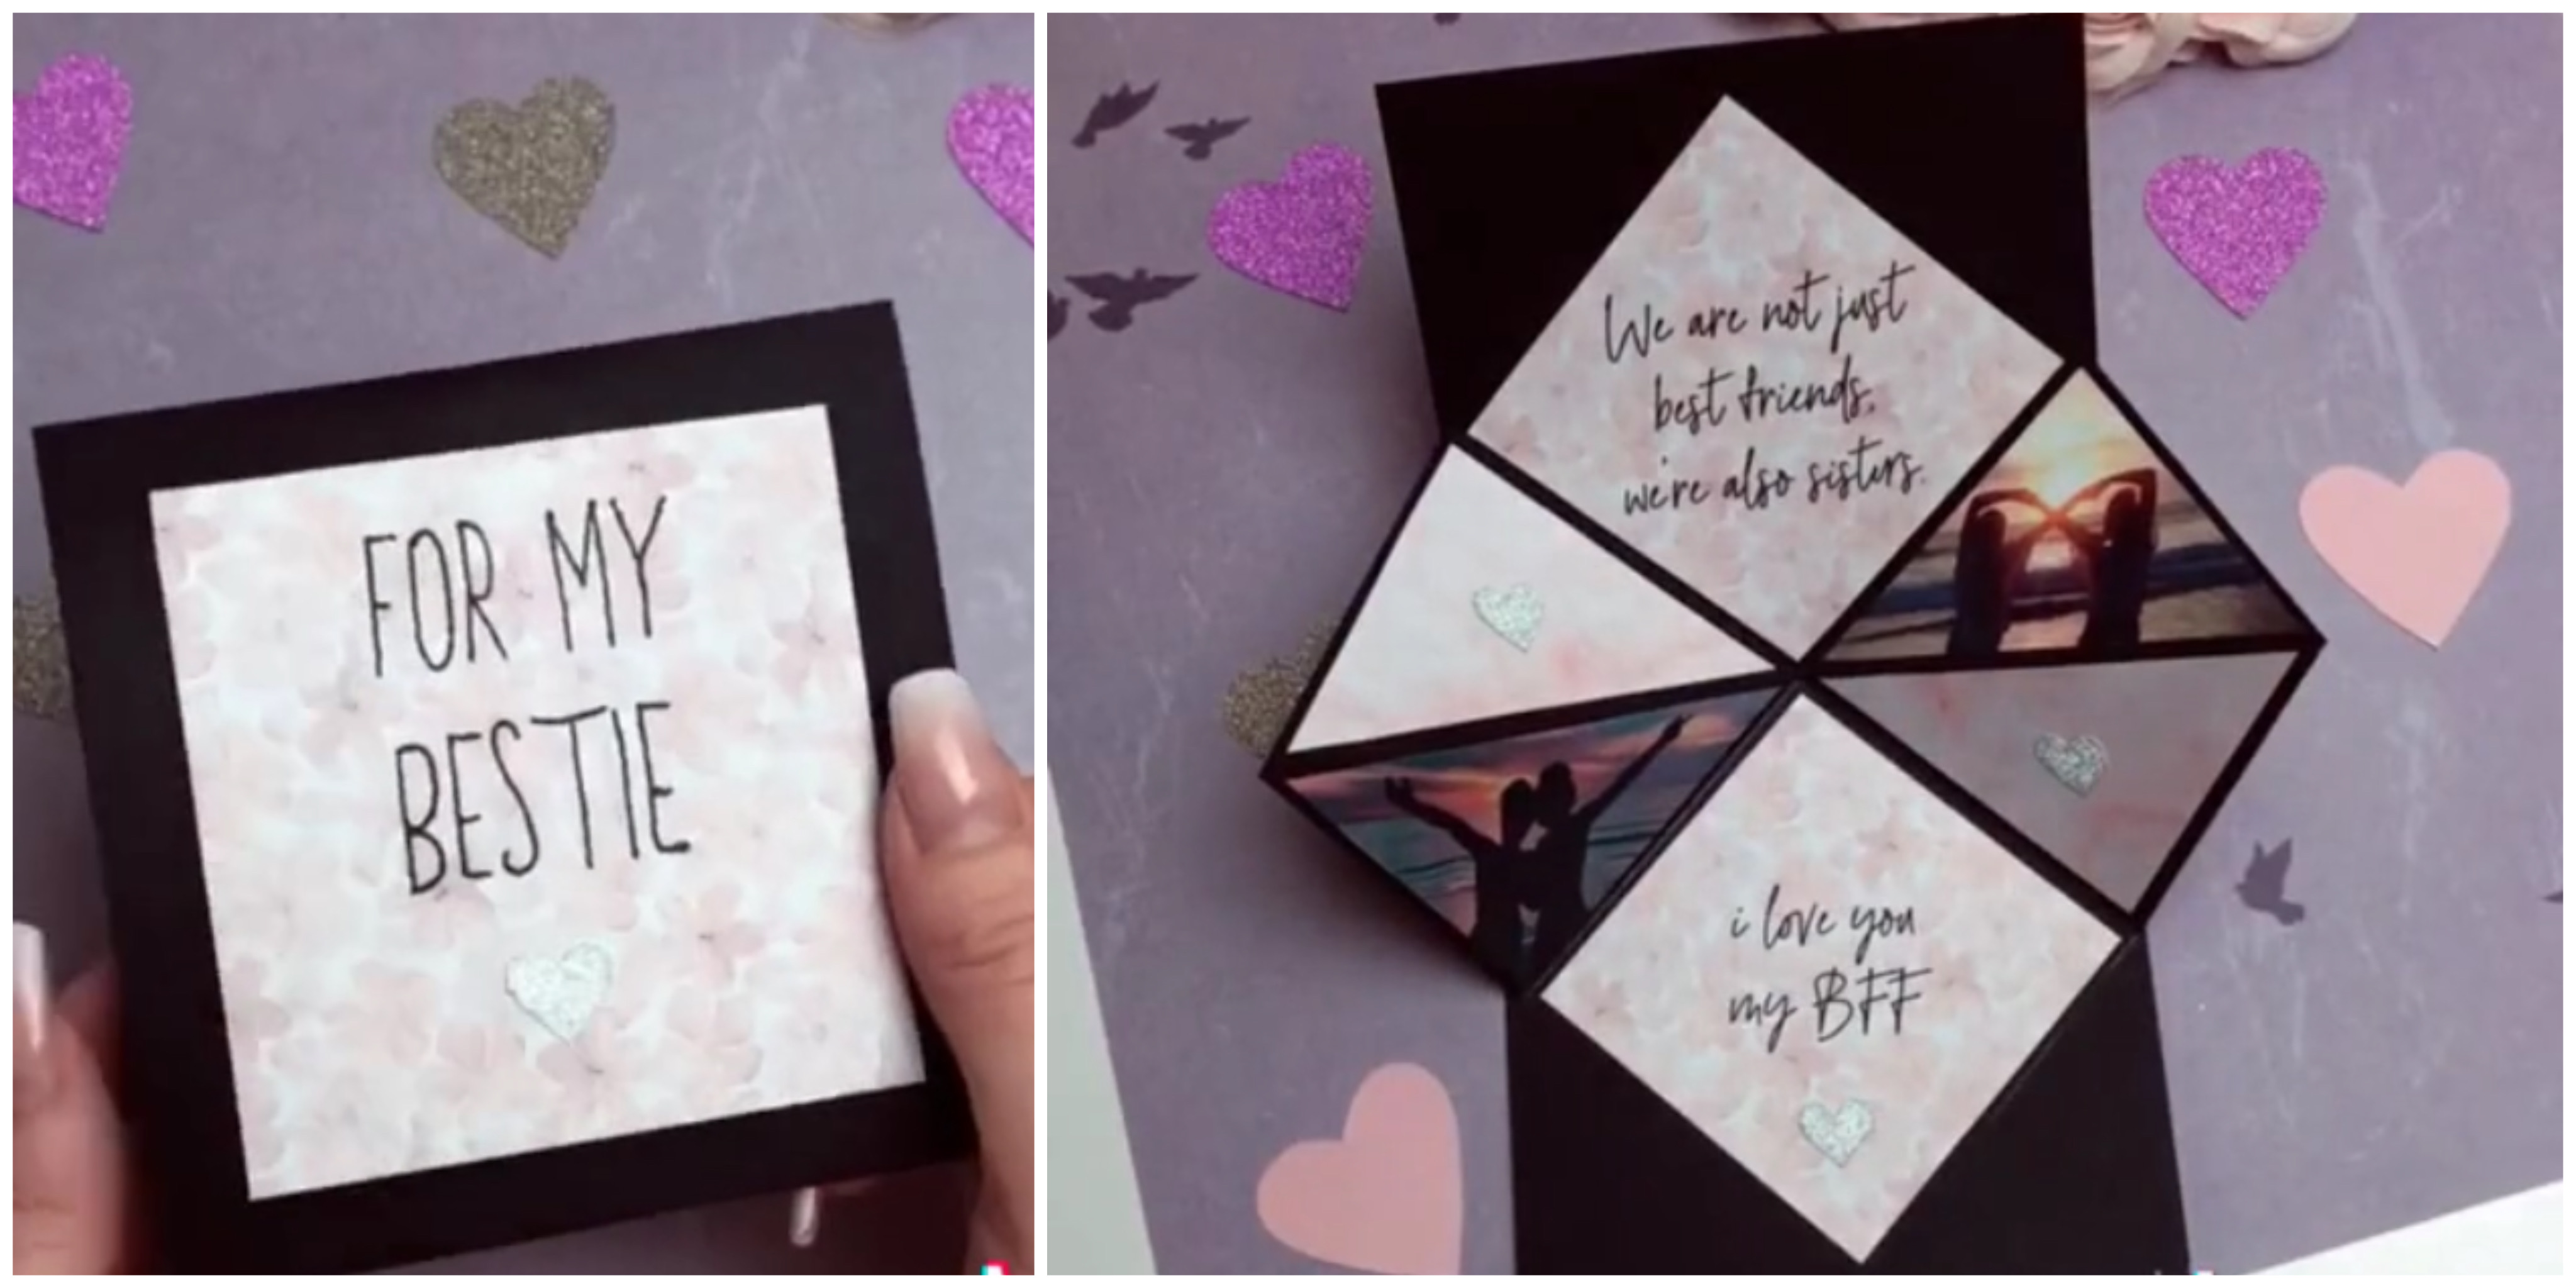 FOR MY
BESTIE
We are not just
best friends,
we're also sisters.
i love you
my BFF